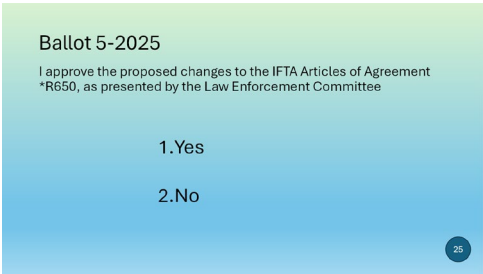 Ballot 5-2025
I approve the proposed changes to the IFTA Articles of Agreement
*R650, as presented by the Law Enforcement Committee
1.Yes
2.No
25